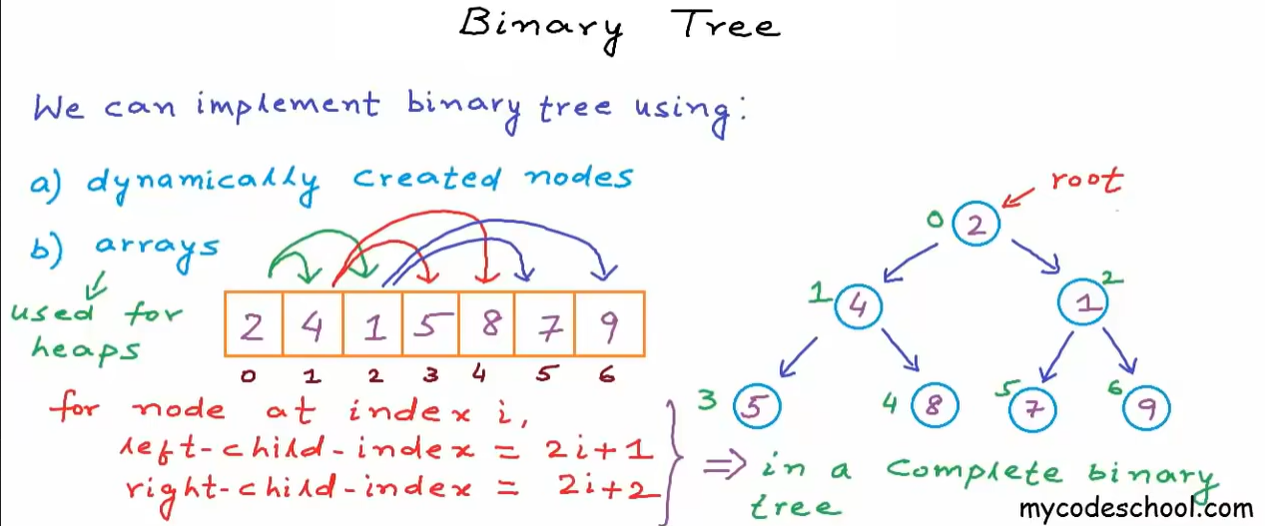 Binary Tree
We can implement binary tree using:
a) dynamically created nodes
b) arrays
used for
heaps
2 4 1 5 8 7 9
0 1 2 3 4 5 6
for node at index i,
left-child-index = 2i+1
right-child-index = 2i+2
root
0 2
1 4
1 2
3 5
4 8
5 7
6 9
⇒ in a complete binary
tree
mycodeschool.com